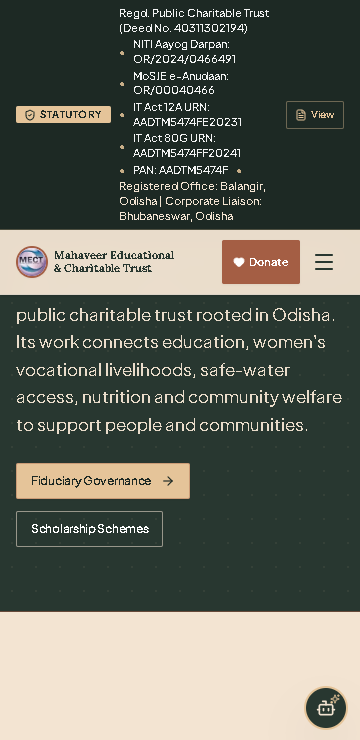 Regd. Public Charitable Trust
(Deed No. 40311302194)
• NITI Aayog Darpan:
OR/2024/0466491
• MoSJE e-Anudaan:
OR/00040466
STATUTORY
• IT Act 12A URN:
AADTM5474FE20231
View
• IT Act 80G URN:
AADTM5474FF20241
• PAN: AADTM5474F •
Registered Office: Balangir,
Odisha | Corporate Liaison:
Bhubaneswar, Odisha
MECT
Mahaveer Educational
& Charitable Trust
Donate
public charitable trust rooted in Odisha.
Its work connects education, women's
vocational livelihoods, safe-water
access, nutrition and community welfare
to support people and communities.
Fiduciary Governance →
Scholarship Schemes